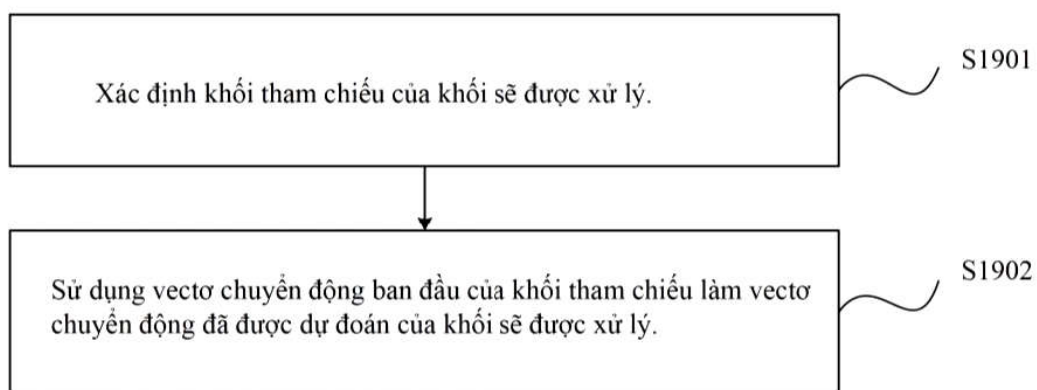 S1901
Xác định khối tham chiếu của khối sẽ được xử lý.
S1902
Sử dụng vectơ chuyển động ban đầu của khối tham chiếu làm vectơ
chuyển động đã được dự đoán của khối sẽ được xử lý.